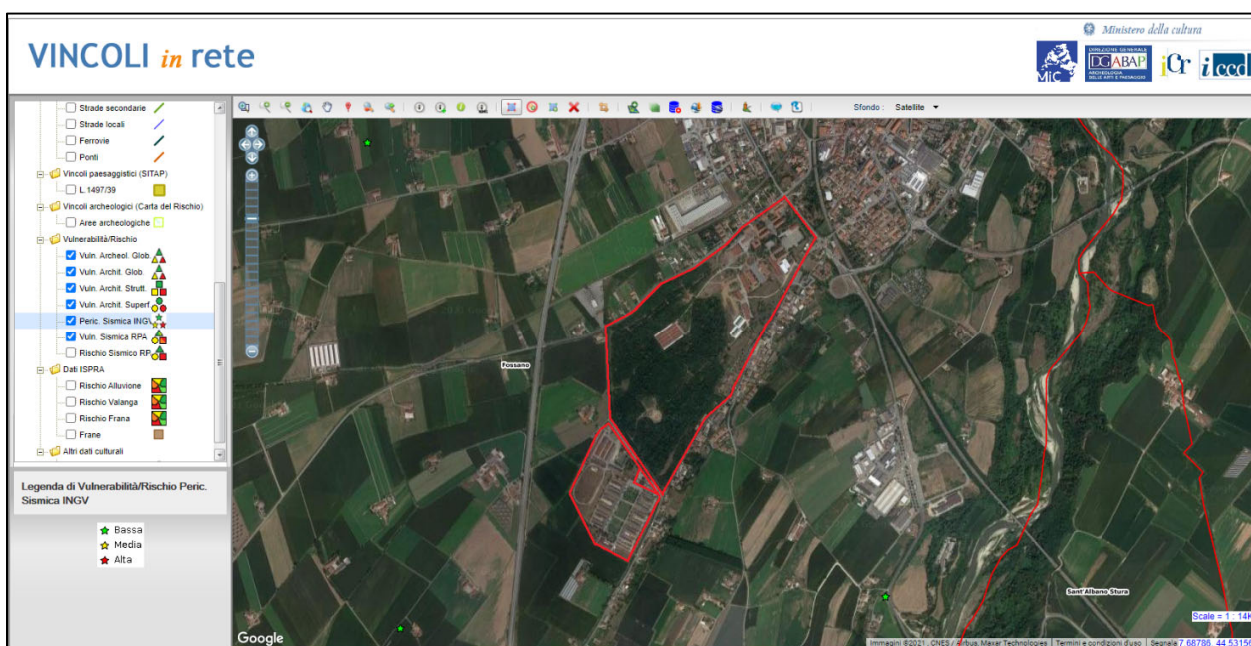 VINCOLI in rete
Ministero della cultura
MiC
DIREZIONE GENERALE
DGABAP
ARCHEOLOGIA
BELLE ARTI E PAESAGGIO
iCr
iccd
Strade secondarie
Strade locali
Ferrovie
Ponti
Vincoli paesaggistici (SITAP)
L.1497/39
Vincoli archeologici (Carta del Rischio)
Aree archeologiche
Vulnerabilità/Rischio
Vuln. Archeol. Glob.
Vuln. Archit. Glob.
Vuln. Archit. Strutt.
Vuln. Archit. Superf
Peric. Sismica INGV
Vuln. Sismica RPA
Rischio Sismico RP
Dati ISPRA
Rischio Alluvione
Rischio Valanga
Rischio Frana
Frane
Altri dati culturali
Legenda di Vulnerabilità/Rischio Peric.
Sismica INGV
Bassa
Media
Alta
Sfondo : Satellite
Fossano
Sant'Albano Stura
Scale = 1 : 14K
Google
Immagini ©2021 , CNES / Airbus, Maxar Technologies
Termini e condizioni d'uso
Segnala
7.68786, 44.53156